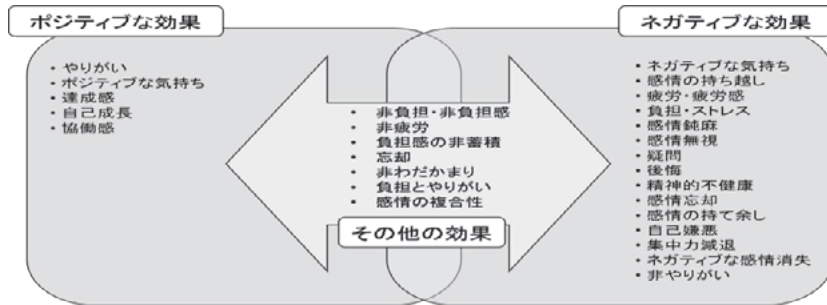 ポジティブな効果
・ やりがい
・ ポジティブな気持ち
・ 達成感
・ 自己成長
・ 協働感
・ 非負担・非負担感
・ 非疲労
・ 負担感の非蓄積
・ 忘却
・ 非わだかまり
・ 負担とやりがい
・ 感情の複合性
その他の効果
ネガティブな効果
・ ネガティブな気持ち
・ 感情の持ち越し
・ 疲労・疲労感
・ 負担・ストレス
・ 感情鈍麻
・ 感情無視
・ 疑問
・ 後悔
・ 精神的不健康
・ 感情忘却
・ 感情の持て余し
・ 自己嫌悪
・ 集中力減退
・ ネガティブな感情消失
・ 非やりがい